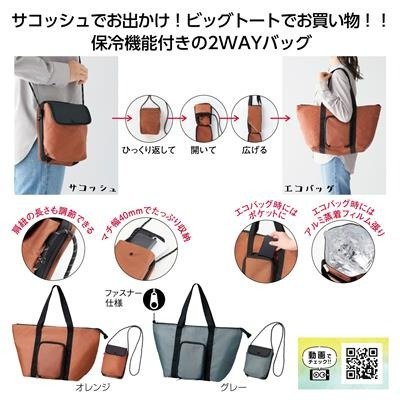 サコッシュでお出かけ！ビッグトートでお買い物！！
保冷機能付きの2WAYバッグ
ひっくり返して
開いて
広げる
サコッシュ
エコバッグ
肩紐の長さも調節できる
マチ幅40mmでたっぷり収納
エコバッグ時には
ポケットに
エコバッグ時には
アルミ蒸着フィルム張り
ファスナー
仕様
オレンジ
グレー
動画で
チェック!!